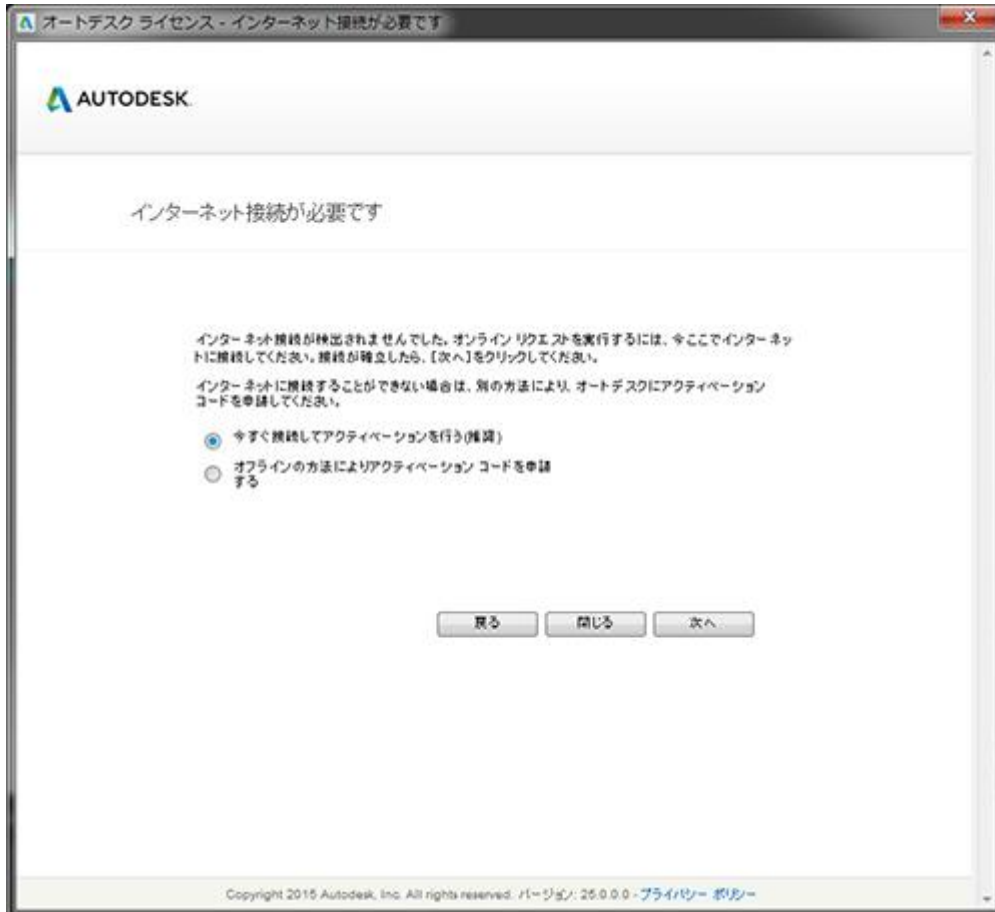 オートデスク ライセンス - インターネット接続が必要です
AUTODESK
インターネット接続が必要です
インターネット接続が検出されませんでした。オンライン リクエストを実行するには、今ここでインターネッ
トに接続してください。接続が確立したら、[次へ]をクリックしてください。
インターネットに接続することができない場合は、別の方法により、オートデスクにアクティベーション
コードを申請してください。
今すぐ接続してアクティベーションを行う(推奨)
オフラインの方法によりアクティベーション コードを申請
する
戻る 閉じる 次へ
Copyright 2015 Autodesk, Inc. All rights reserved. バージョン: 25.0.0.0 - プライバシー ポリシー